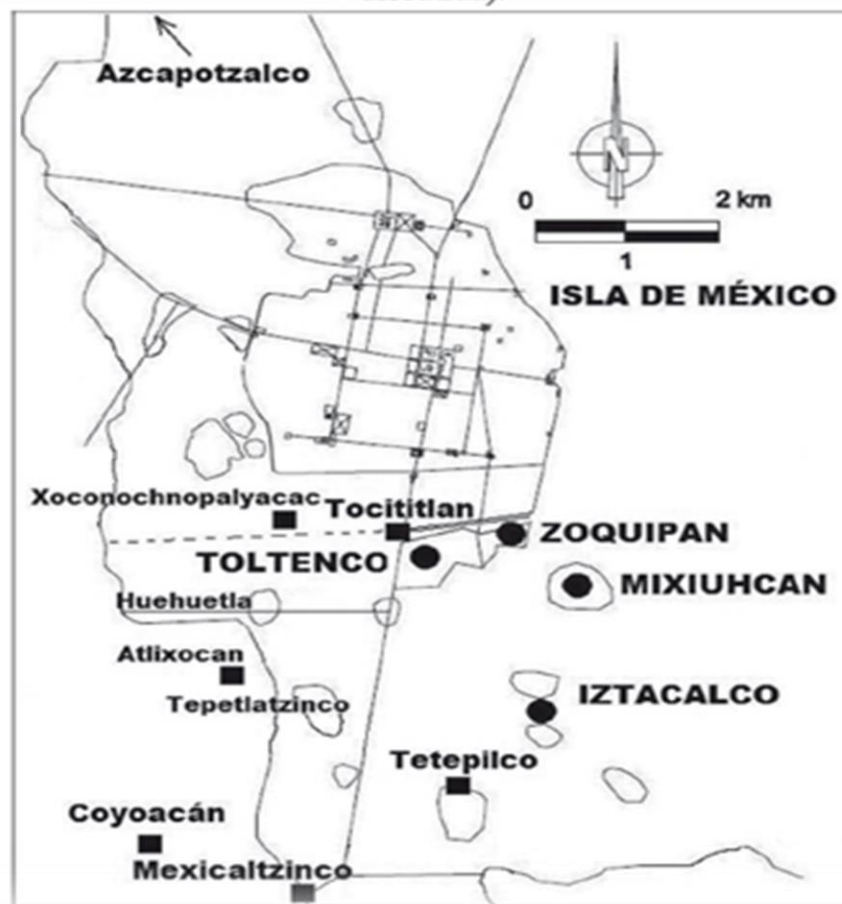 Azcapotzalco
N
0 2 km
1
ISLA DE MÉXICO
Xoconochnopalyacac
Tocititlan
ZOQUIPAN
TOLTENCO
MIXIUHCAN
Huehuetla
Atlixocan
IZTACALCO
Tepetlatzinco
Tetepilco
Coyoacán
Mexicaltzinco